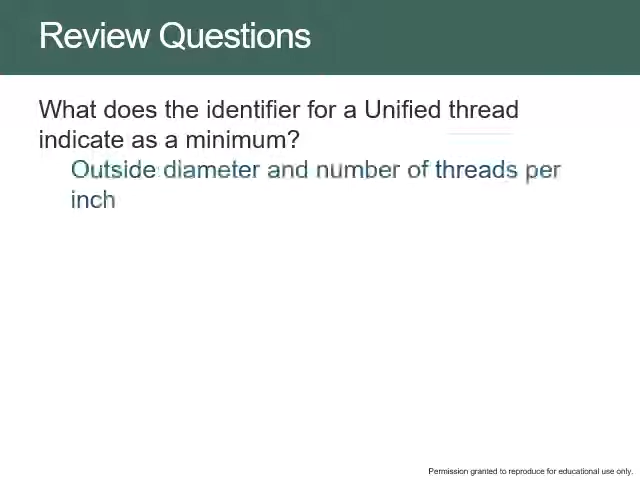 Review Questions
What does the identifier for a Unified thread
indicate as a minimum?
Outside diameter and number of threads per
inch
Permission granted to reproduce for educational use only.